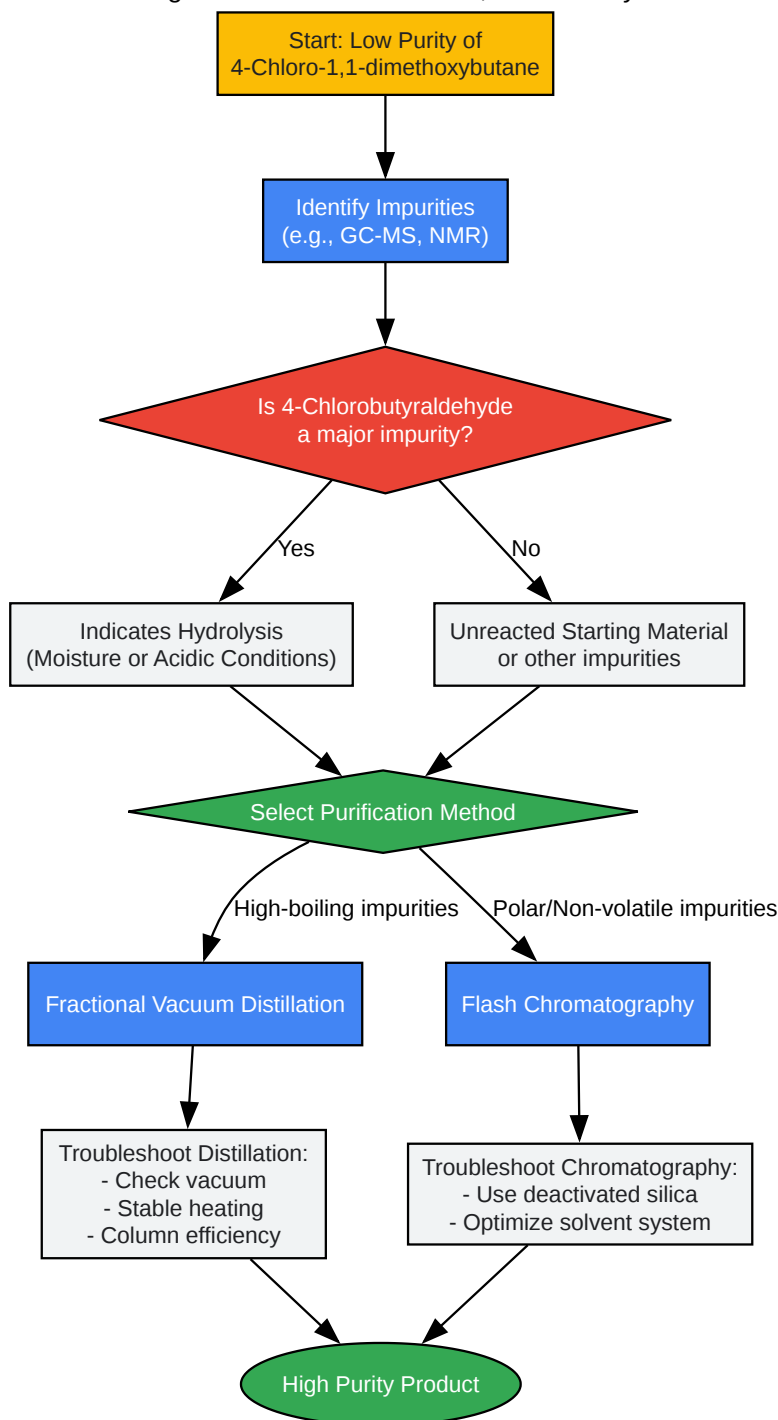 Start: Low Purity of
4-Chloro-1,1-dimethoxybutane
Identify Impurities
(e.g., GC-MS, NMR)
Is 4-Chlorobutyraldehyde
a major impurity?
Yes
No
Indicates Hydrolysis
(Moisture or Acidic Conditions)
Unreacted Starting Material
or other impurities
Select Purification Method
High-boiling impurities
Polar/Non-volatile impurities
Fractional Vacuum Distillation
Flash Chromatography
Troubleshoot Distillation:
- Check vacuum
- Stable heating
- Column efficiency
Troubleshoot Chromatography:
- Use deactivated silica
- Optimize solvent system
High Purity Product